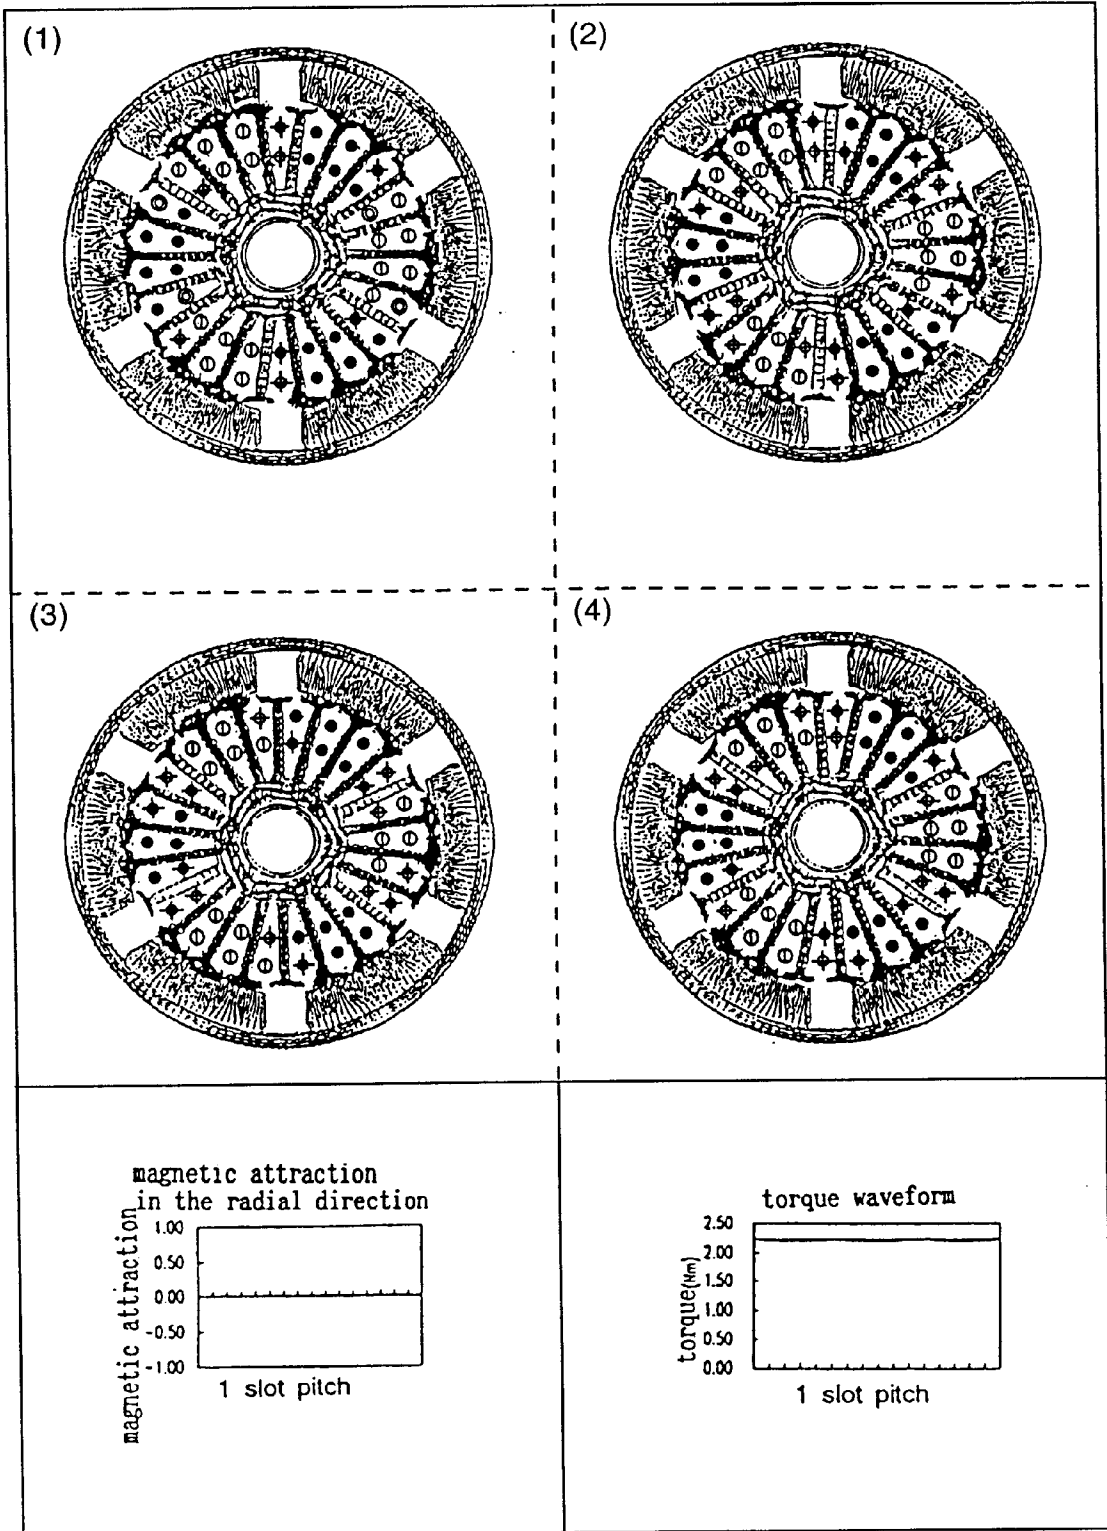 (1)
(2)
(3)
(4)
magnetic attraction
in the radial direction
magnetic attraction
1.00
0.50
0.00
-0.50
-1.00
1 slot pitch
torque waveform
torque(Nm)
2.50
2.00
1.50
1.00
0.50
0.00
1 slot pitch